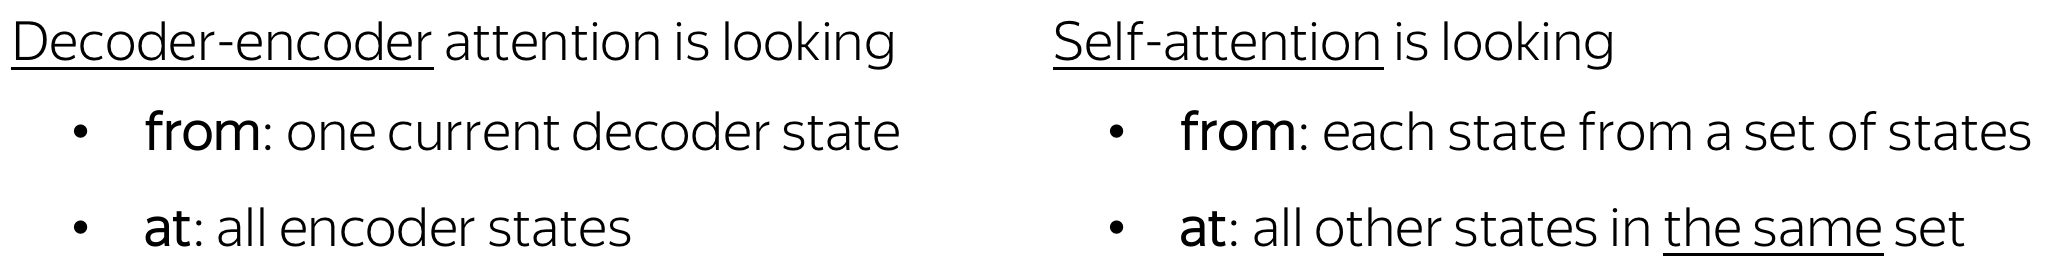 Decoder-encoder attention is looking
• from: one current decoder state
• at: all encoder states
Self-attention is looking
• from: each state from a set of states
• at: all other states in the same set